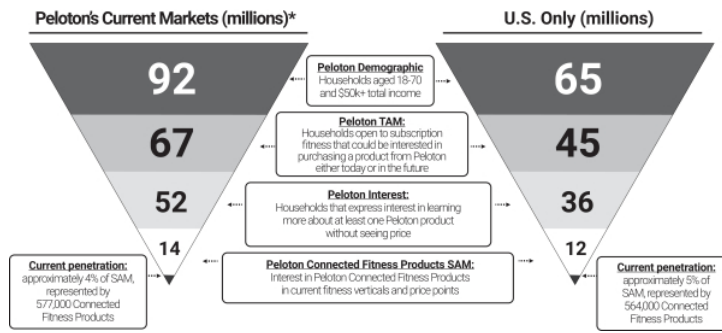 Peloton's Current Markets (millions)*
U.S. Only (millions)
92
Peloton Demographic
Households aged 18-70
and $50k+ total income
65
67
Peloton TAM:
Households open to subscription
fitness that could be interested in
purchasing a product from Peloton
either today or in the future
45
52
Peloton Interest:
Households that express interest in learning
more about at least one Peloton product
without seeing price
36
14
Peloton Connected Fitness Products SAM:
Interest in Peloton Connected Fitness Products
in current fitness verticals and price points
12
Current penetration:
approximately 4% of SAM,
represented by
577,000 Connected
Fitness Products
Current penetration:
approximately 5% of
SAM, represented by
564,000 Connected
Fitness Products